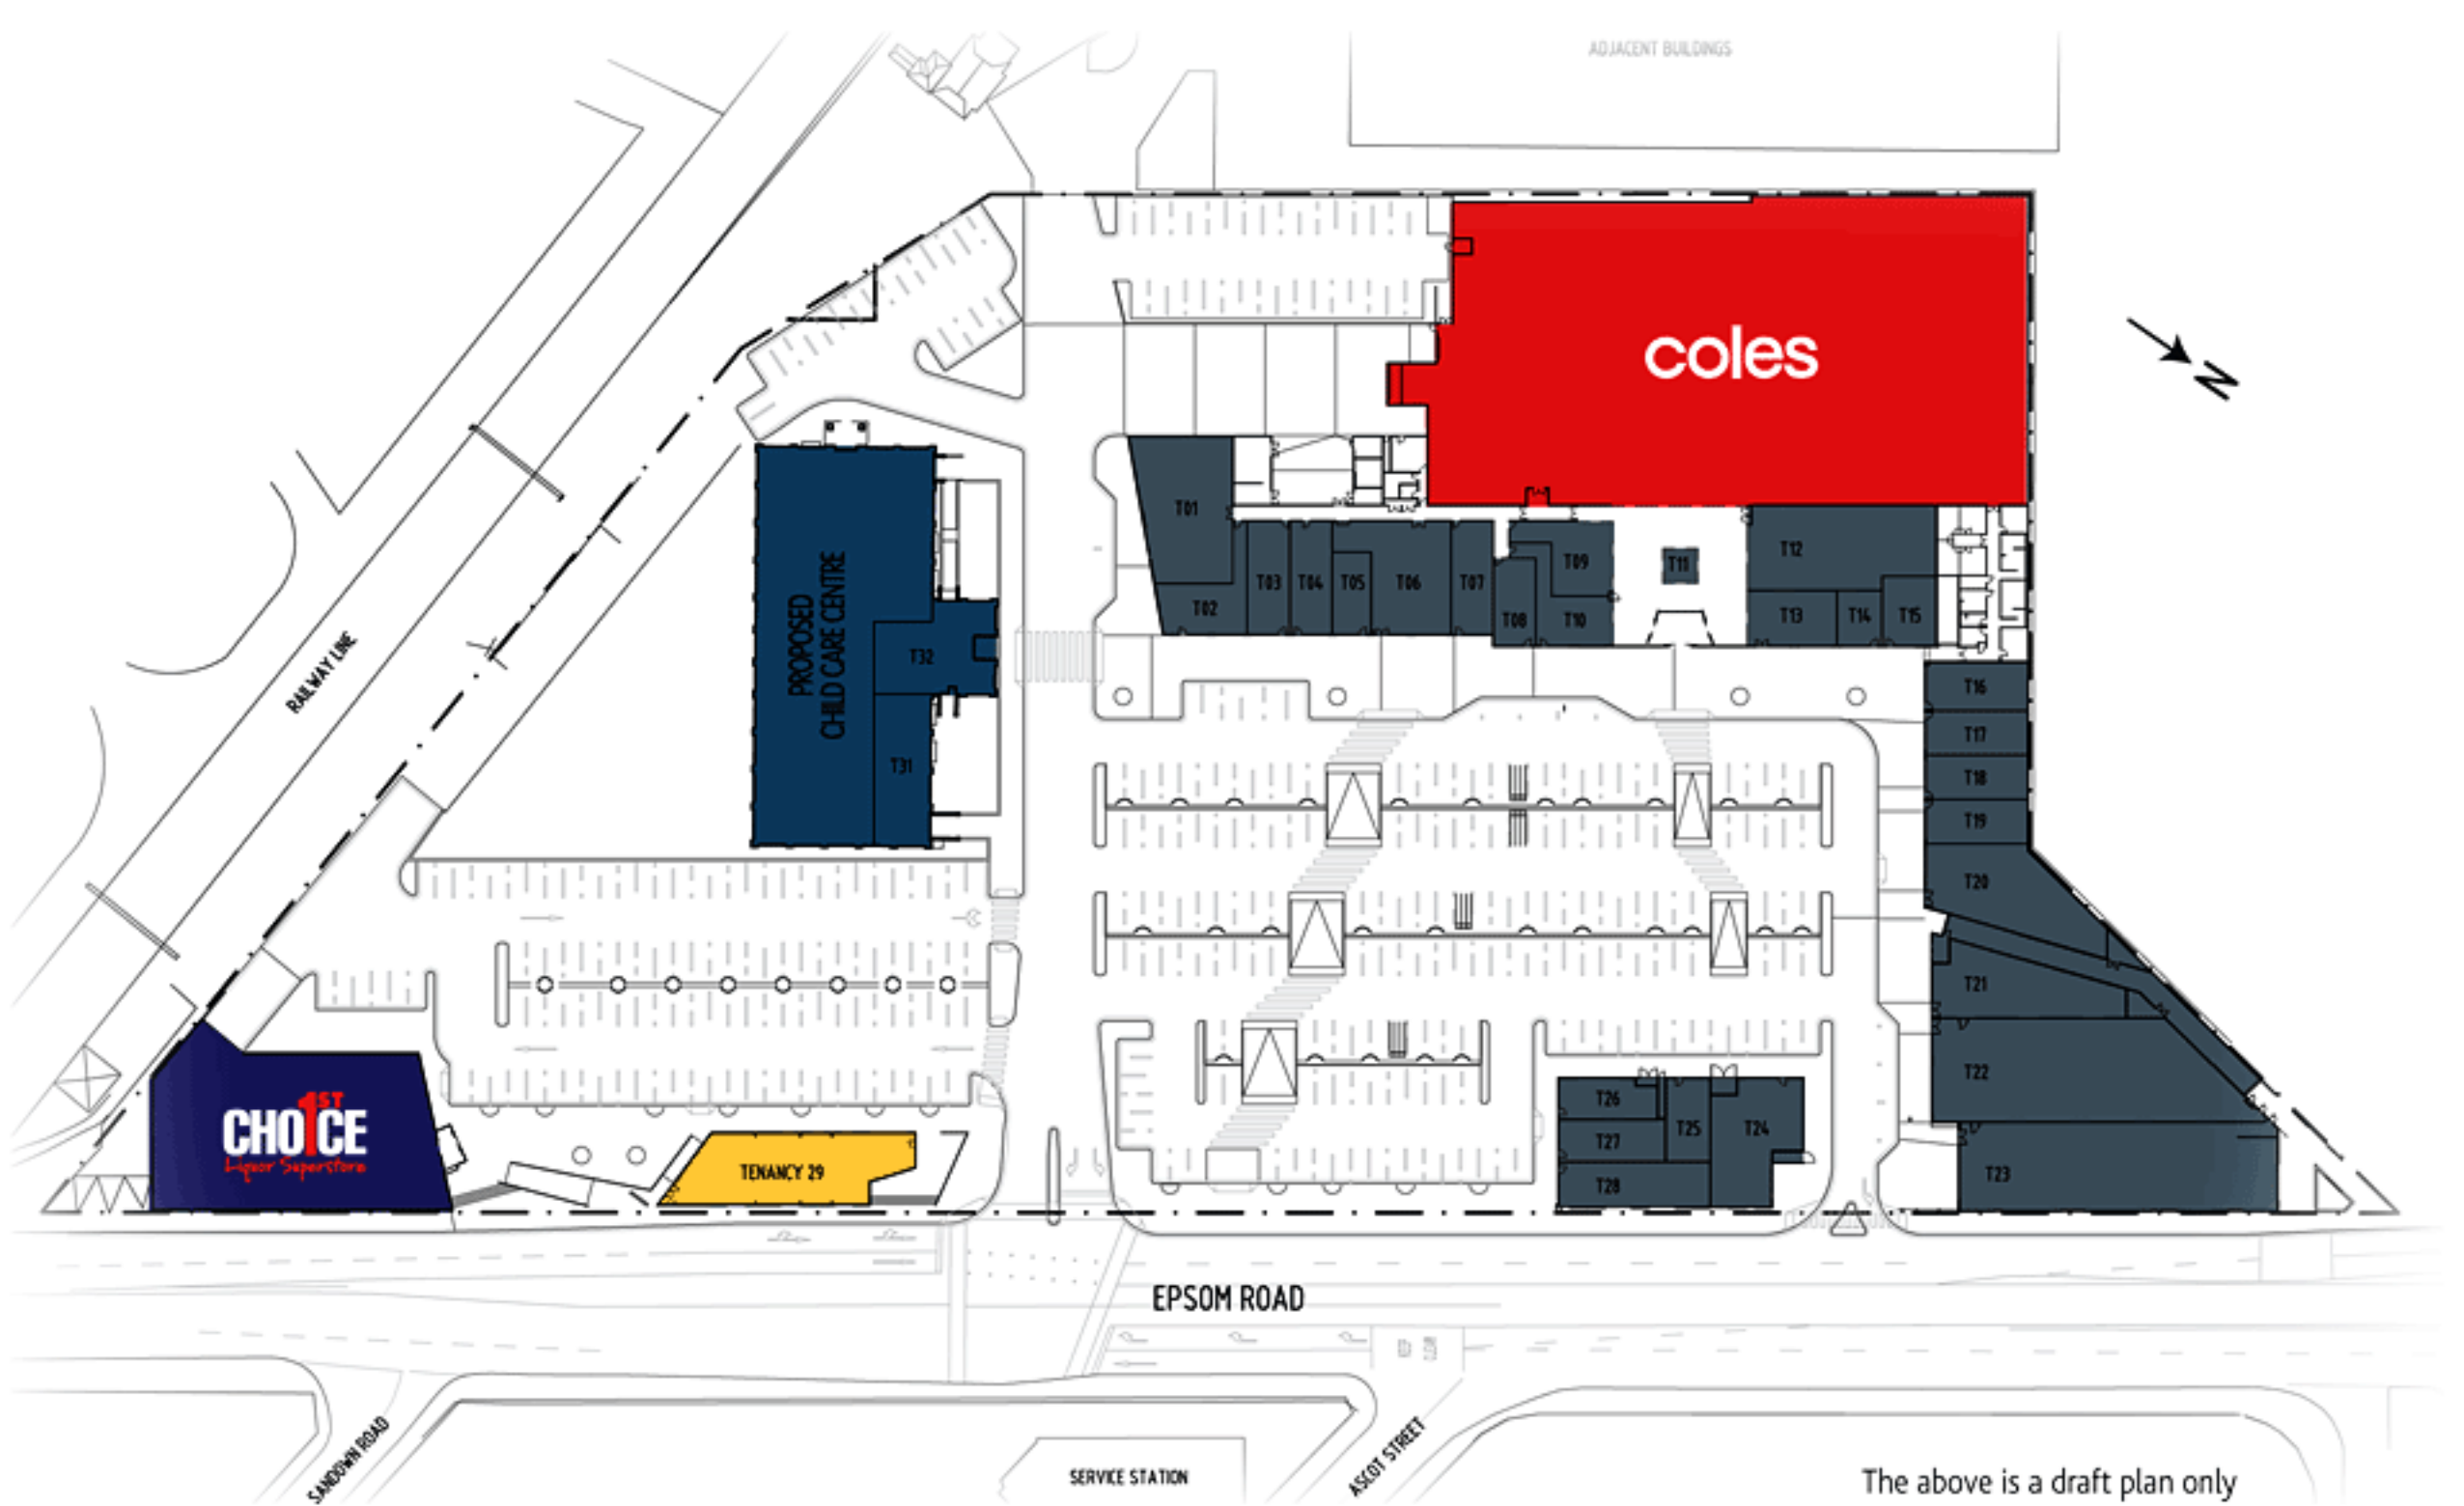 ADJACENT BUILDINGS
coles
N
T01
T02
T03
T04
T05
T06
T07
T08
T09
T10
T11
T12
T13
T14
T15
PROPOSED
CHILD CARE CENTRE
T32
T31
RAILWAY LINE
T16
T17
T18
T19
T20
T21
T22
T23
T26
T27
T28
T25
T24
1ST
CHOICE
Liquor Superstore
TENANCY 29
EPSOM ROAD
KEEP
CLEAR
SANDOWN ROAD
SERVICE STATION
ASCOT STREET
The above is a draft plan only